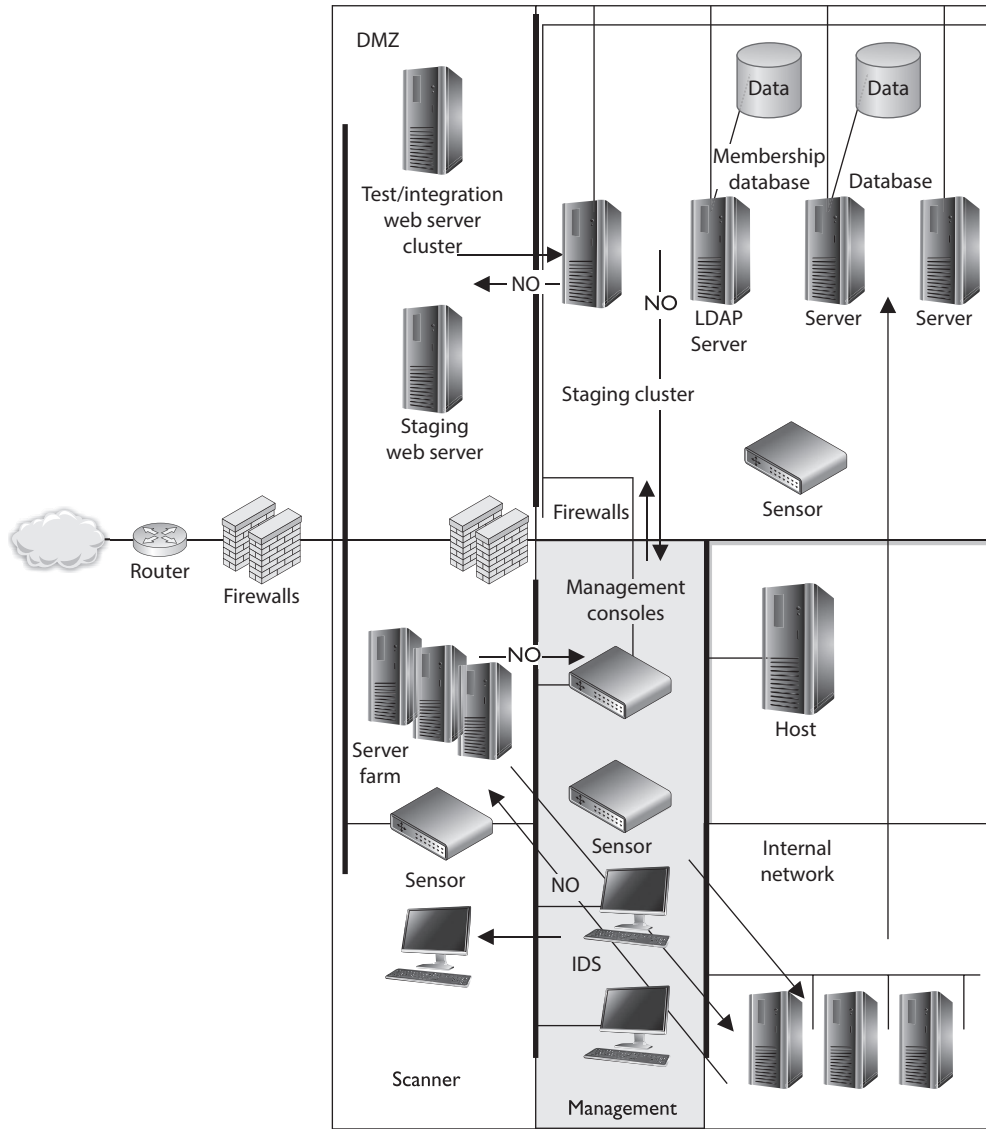 DMZ
Data
Data
Membership
database
Database
Test/integration
web server
cluster
NO
NO
LDAP
Server
Server
Server
Staging cluster
Staging
web server
Sensor
Firewalls
Router
Firewalls
Management
consoles
NO
Host
Server
farm
Sensor
Sensor
Internal
network
NO
IDS
Scanner
Management